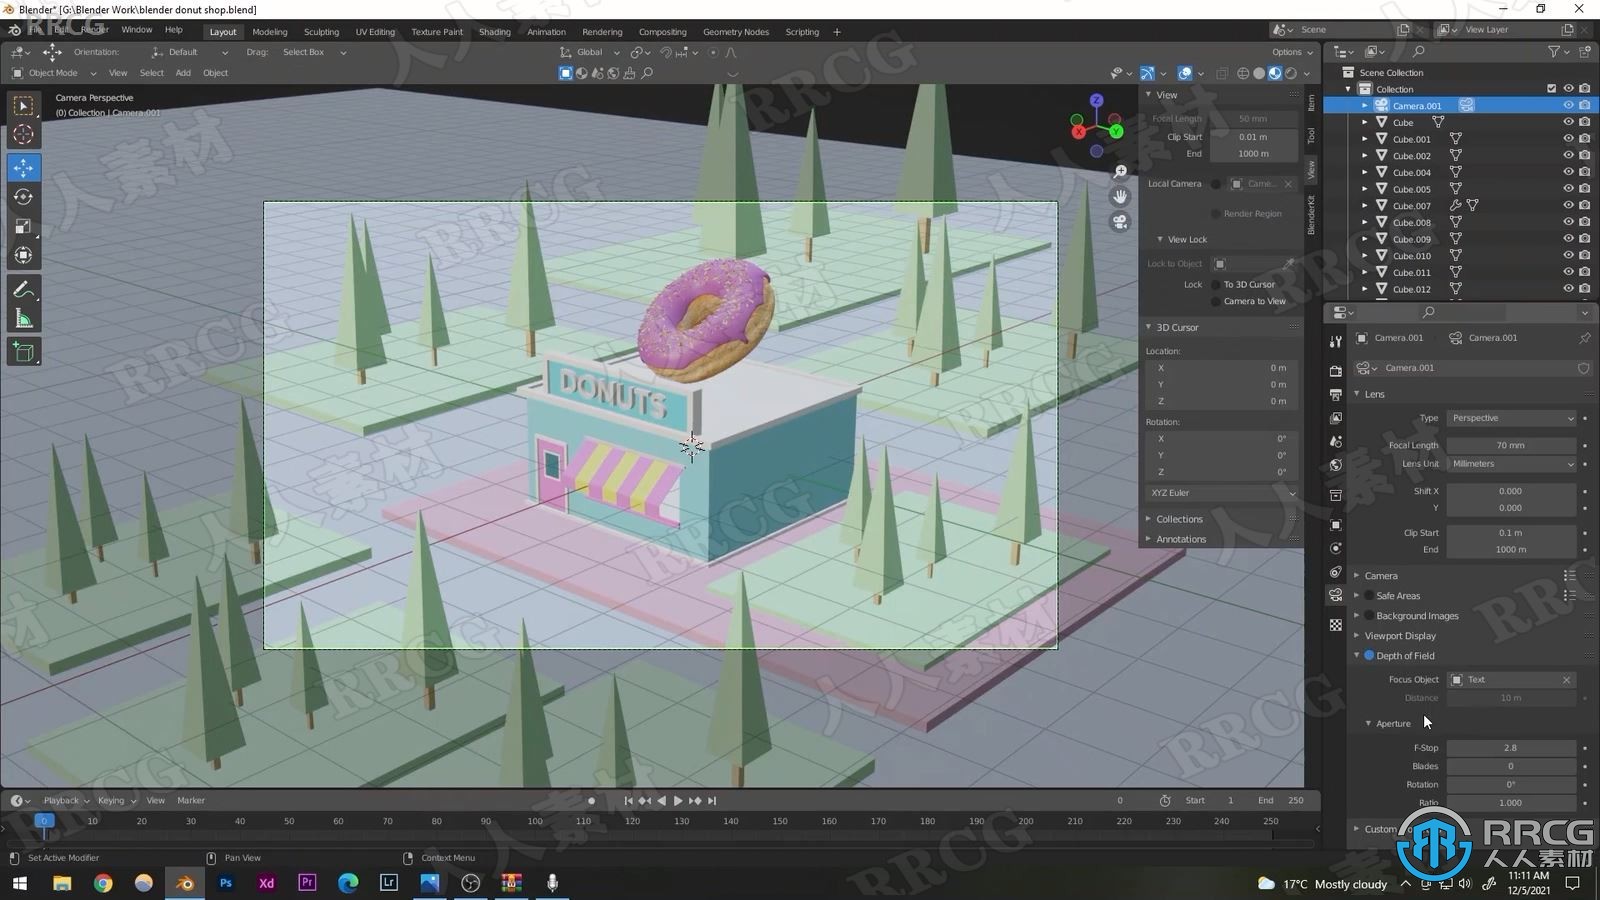 Blender* [G:\Blender Work\blender donut shop.blend]
File Edit Render Window Help
Layout Modeling Sculpting UV Editing Texture Paint Shading Animation Rendering Compositing Geometry Nodes Scripting +
Scene
View Layer
Orientation: Default Drag: Select Box
Global
Options
Object Mode View Select Add Object
Camera Perspective
(0) Collection | Camera.001
Z
X
Y
View
Focal Length 50 mm
Clip Start 0.01 m
End 1000 m
Local Camera Came...
Render Region
View Lock
Lock to Object
Lock To 3D Cursor
Camera to View
3D Cursor
Location:
X 0 m
Y 0 m
Z 0 m
Rotation:
X 0°
Y 0°
Z 0°
XYZ Euler
Collections
Annotations
Item
Tool
View
BlenderKit
DONUTS
Scene Collection
Collection
Camera.001
Cube
Cube.001
Cube.002
Cube.004
Cube.005
Cube.007
Cube.008
Cube.009
Cube.010
Cube.011
Cube.012
Camera.001 Camera.001
Camera.001
Lens
Type Perspective
Focal Length 70 mm
Lens Unit Millimeters
Shift X 0.000
Y 0.000
Clip Start 0.1 m
End 1000 m
Camera
Safe Areas
Background Images
Viewport Display
Depth of Field
Focus Object Text
Distance 10 m
Aperture
F-Stop 2.8
Blades 0
Rotation 0°
Ratio 1.000
Playback Keying View Marker
0 Start 1 End 250
0 10 20 30 40 50 60 70 80 90 100 110 120 130 140 150 160 170 180 190 200 210 220 230 240 250
Set Active Modifier Pan View Context Menu
Ps Xd Pr Lr
17°C Mostly cloudy
11:11 AM
12/5/2021
RRCG
人人素材